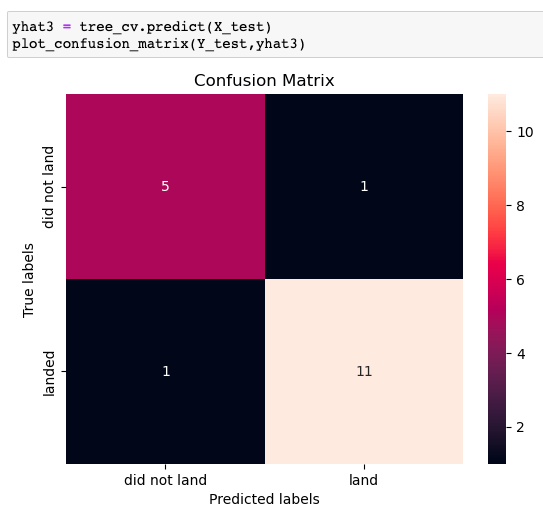 yhat3 = tree_cv.predict(X_test)
plot_confusion_matrix(Y_test,yhat3)
Confusion Matrix
True labels
did not land
landed
5
1
1
11
did not land
land
Predicted labels
10
8
6
4
2